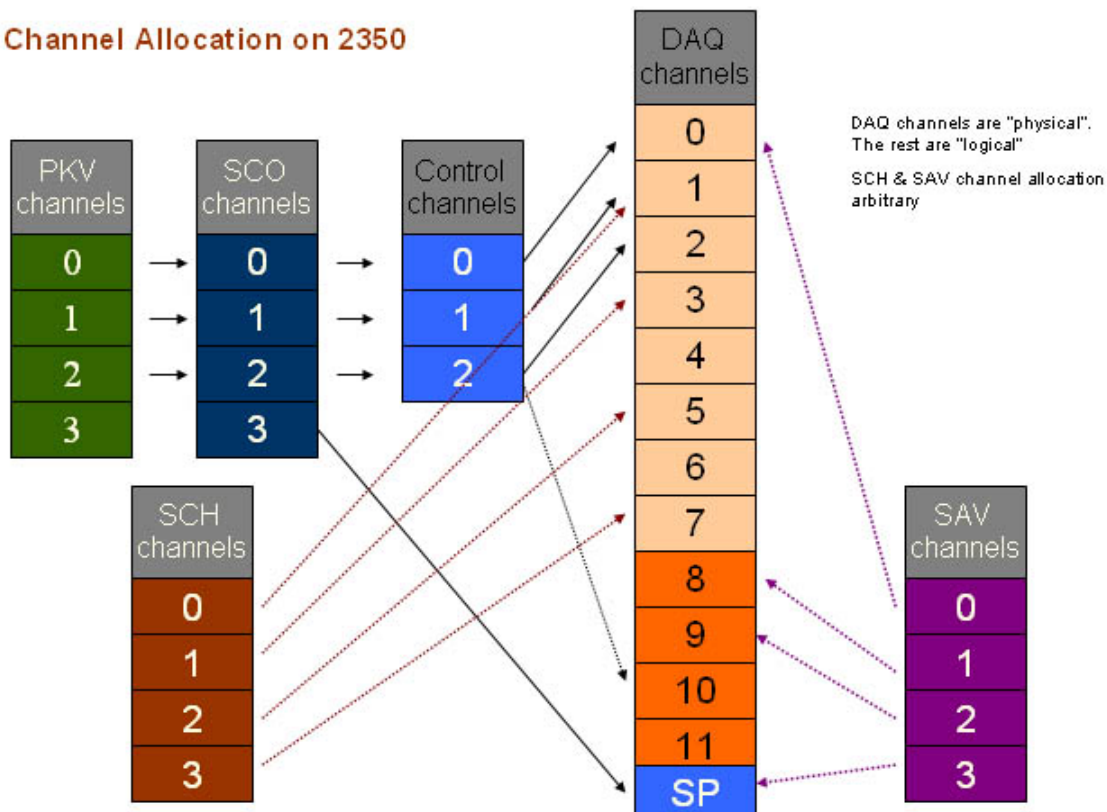 Channel Allocation on 2350
DAQ
channels
0
1
2
3
4
5
6
7
8
9
10
11
SP
DAQ channels are "physical".
The rest are "logical"
SCH & SAV channel allocation
arbitrary
PKV
channels
0
1
2
3
SCO
channels
0
1
2
3
Control
channels
0
1
2
SCH
channels
0
1
2
3
SAV
channels
0
1
2
3